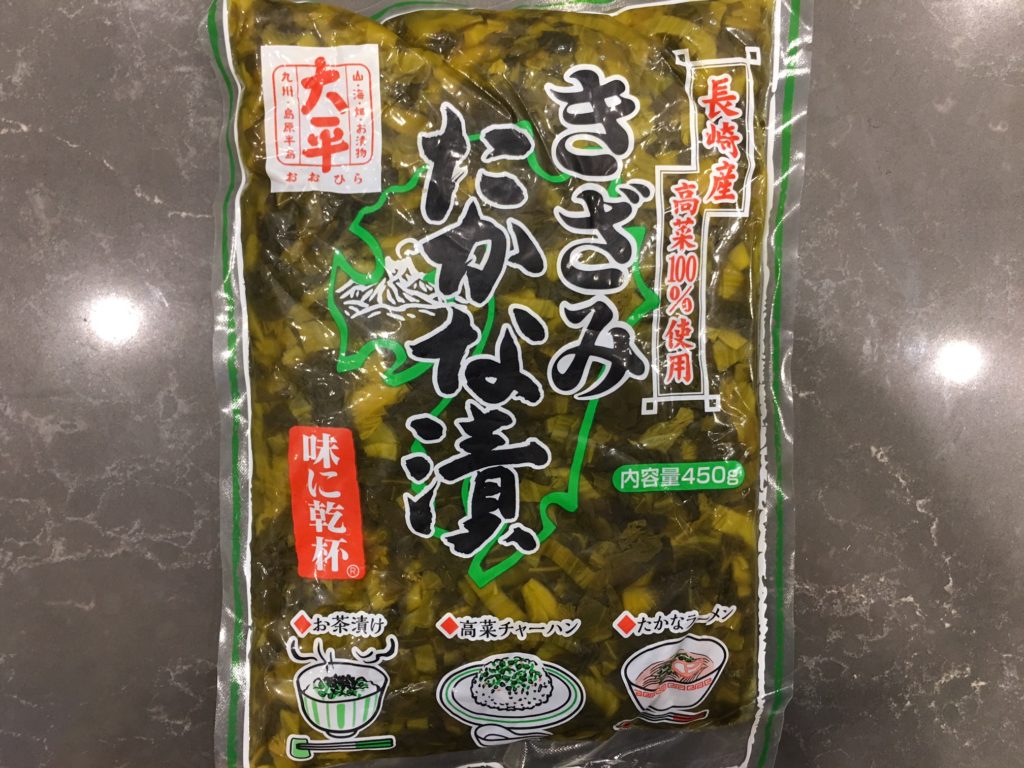 長崎産
高菜100%使用
きざみ
たかな漬
大平
山・海・畑・お漬物
九州・島原半島
おおひら
内容量450g
味に乾杯®
お茶漬け
高菜チャーハン
たかなラーメン